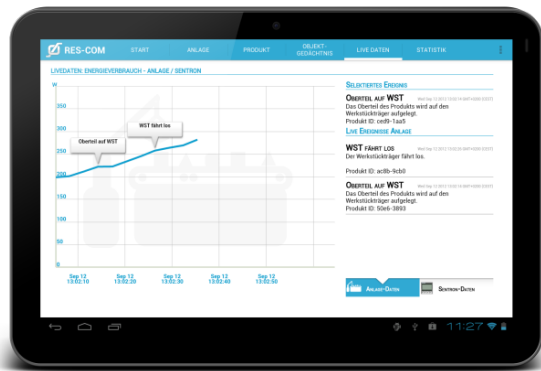 RES-COM
START
ANLAGE
PRODUKT
OBJEKT-
GEDÄCHTNIS
LIVE DATEN
STATISTIK
LIVEDATEN: ENERGIEVERBRAUCH - ANLAGE / SENTRON
W
350
300
250
200
150
100
50
0
Oberteil auf WST
WST fährt los
Sep 12
13:02:10
Sep 12
13:02:20
Sep 12
13:02:30
Sep 12
13:02:40
Sep 12
13:02:50
SELEKTIERTES EREIGNIS
OBERTEIL AUF WST
Das Oberteil des Produkts wird auf den
Werkstückträger aufgelegt.
Produkt ID: ced9-1aa5
LIVE EREIGNISSE ANLAGE
WST FÄHRT LOS
Der Werkstückträger fährt los.
Produkt ID: ac8b-9cb0
OBERTEIL AUF WST
Das Oberteil des Produkts wird auf den
Werkstückträger aufgelegt.
Produkt ID: 50e6-3893
ANLAGE-DATEN
SENTRON-DATEN
11:27